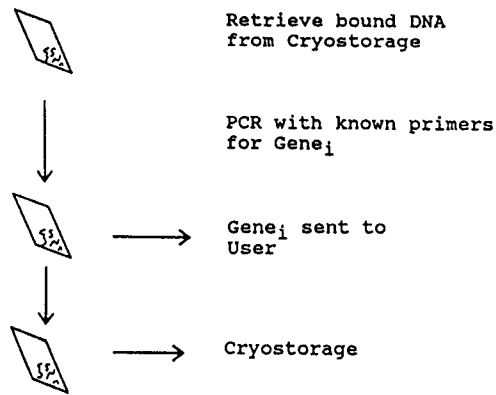 Retrieve bound DNA
from Cryostorage
PCR with known primers
for Geneᵢ
Geneᵢ sent to
User
Cryostorage